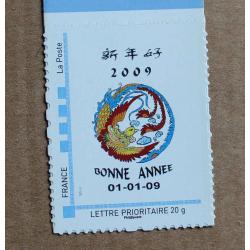 新年好
2009
BONNE ANNEE
01-01-09
LETTRE PRIORITAIRE 20 g
FRANCE
La Poste